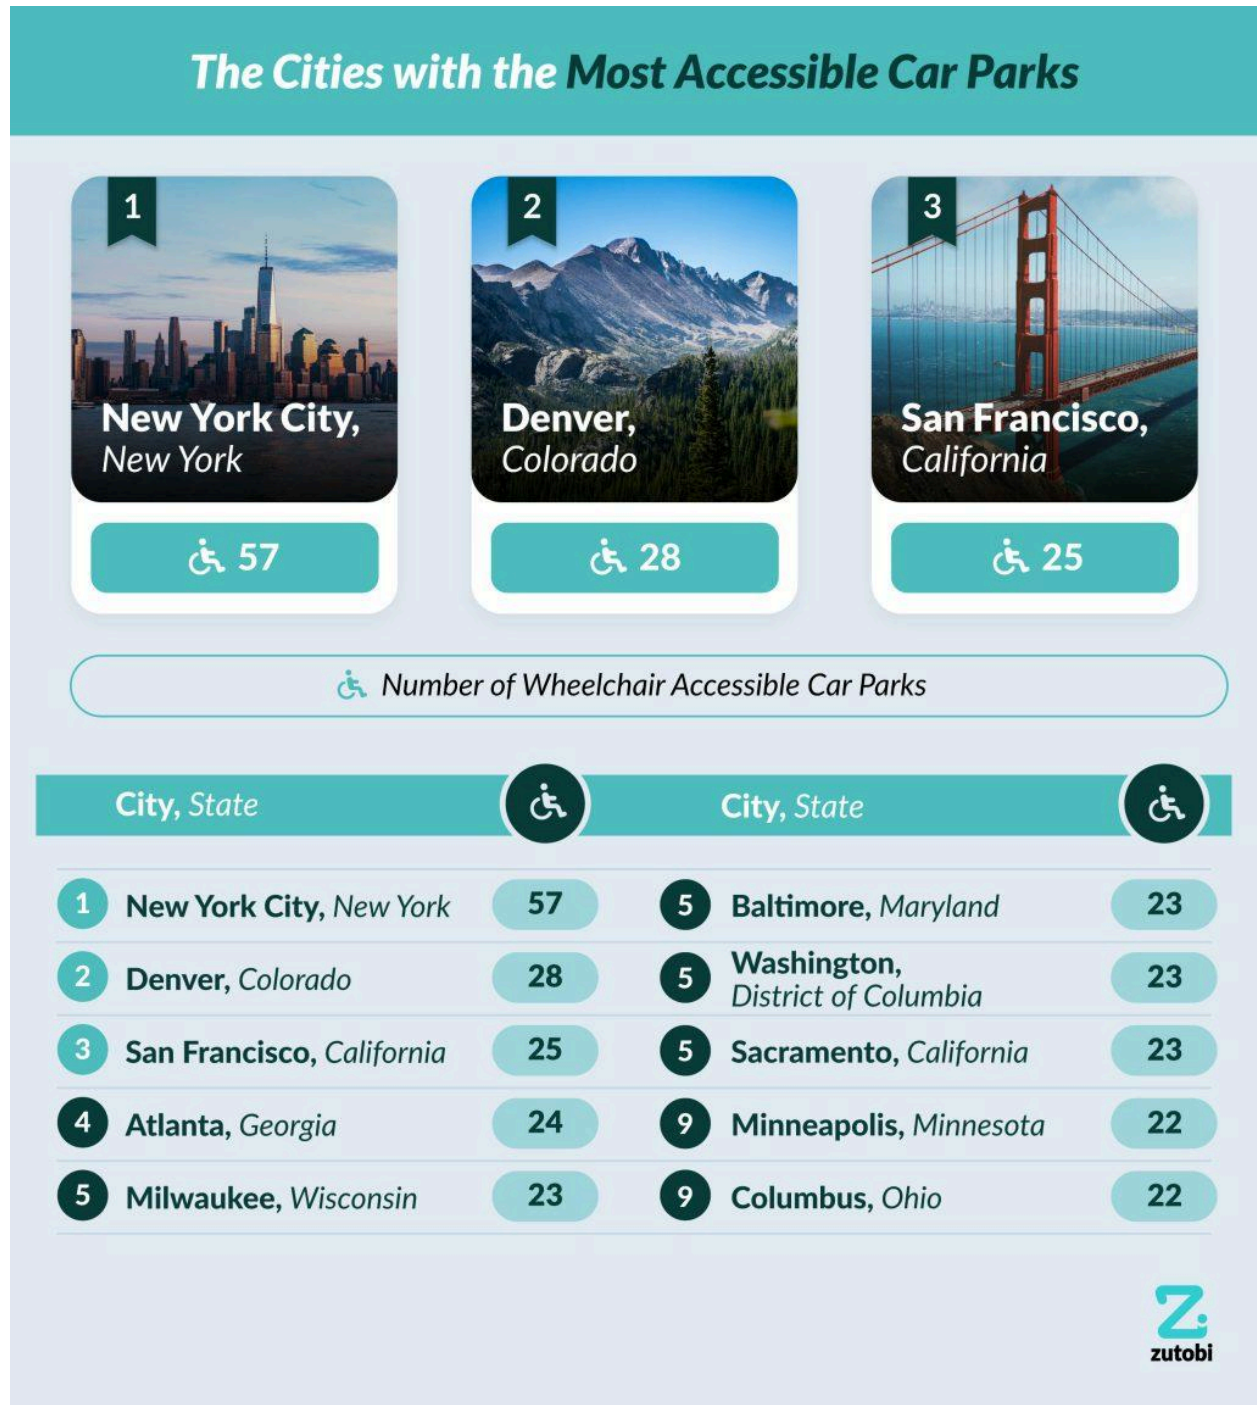 The Cities with the Most Accessible Car Parks
1
New York City,
New York
57
2
Denver,
Colorado
28
3
San Francisco,
California
25
Number of Wheelchair Accessible Car Parks
City, State
City, State
1 New York City, New York 57
2 Denver, Colorado 28
3 San Francisco, California 25
4 Atlanta, Georgia 24
5 Milwaukee, Wisconsin 23
5 Baltimore, Maryland 23
5 Washington,
District of Columbia 23
5 Sacramento, California 23
9 Minneapolis, Minnesota 22
9 Columbus, Ohio 22
Z
zutobi